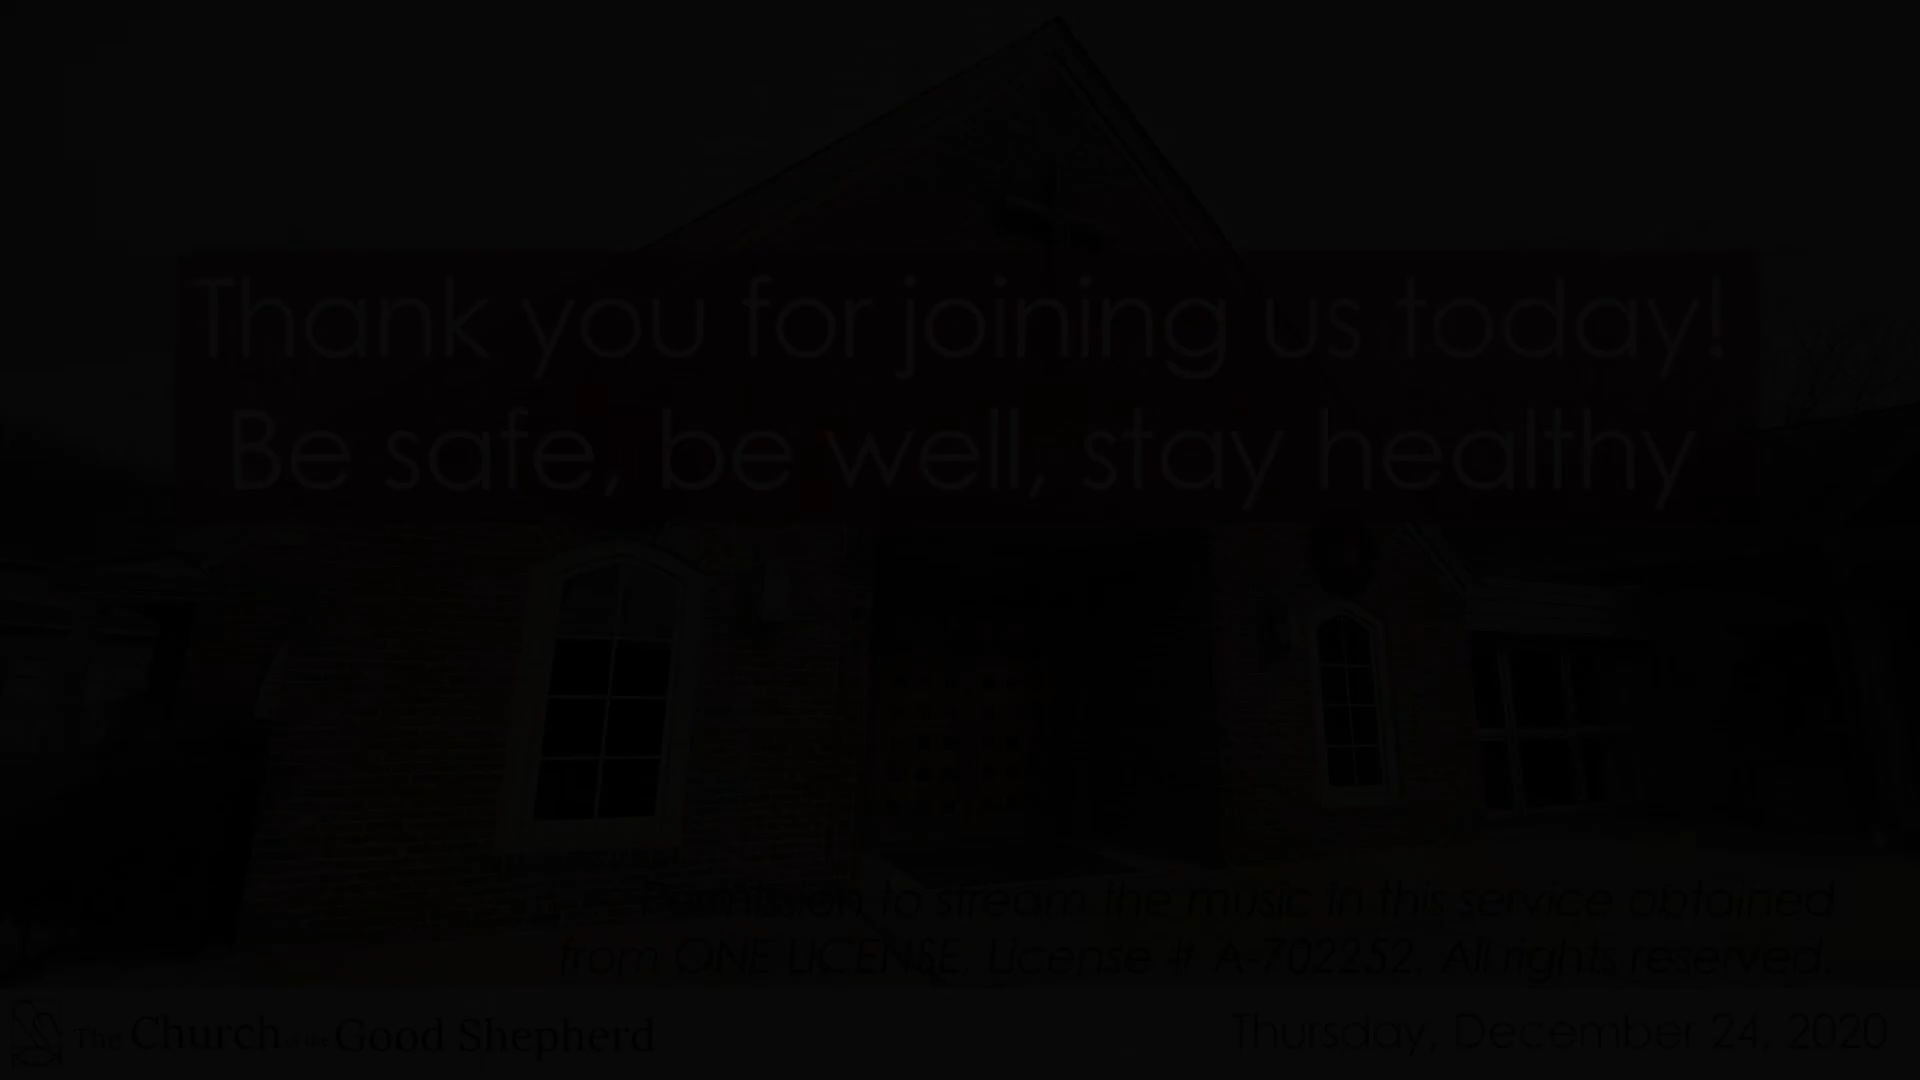 Thank you for joining us today!
Be safe, be well, stay healthy
Permission to stream the music in this service obtained
from ONE LICENSE. License # A-702252. All rights reserved.
The Church of the Good Shepherd
Thursday, December 24, 2020